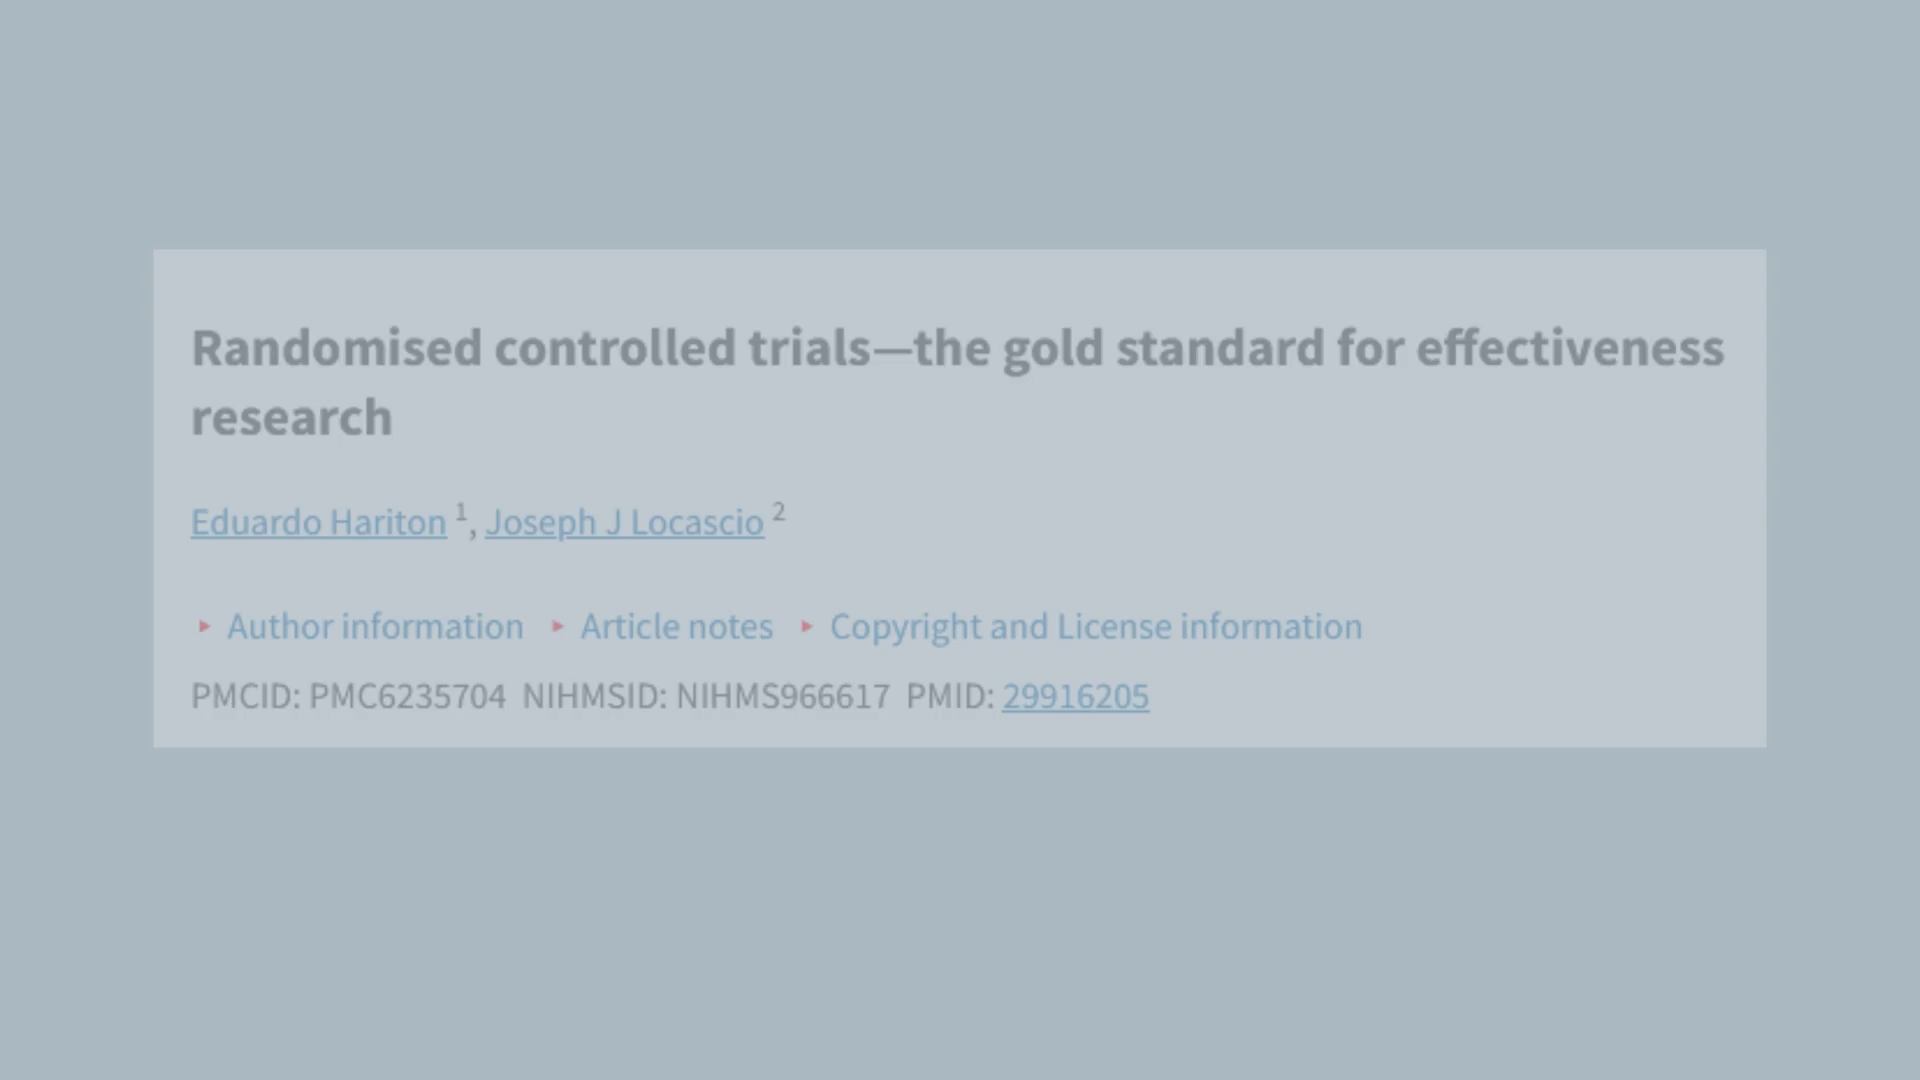 Randomised controlled trials—the gold standard for effectiveness
research
Eduardo Hariton 1, Joseph J Locascio 2
▸ Author information ▸ Article notes ▸ Copyright and License information
PMCID: PMC6235704 NIHMSID: NIHMS966617 PMID: 29916205